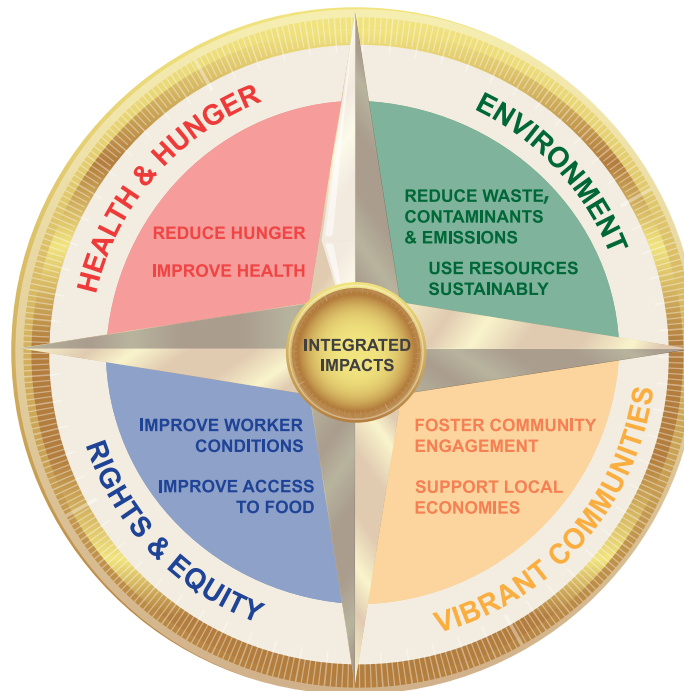 HEALTH & HUNGER
REDUCE HUNGER
IMPROVE HEALTH
ENVIRONMENT
REDUCE WASTE,
CONTAMINANTS
& EMISSIONS
USE RESOURCES
SUSTAINABLY
INTEGRATED
IMPACTS
RIGHTS & EQUITY
IMPROVE WORKER
CONDITIONS
IMPROVE ACCESS
TO FOOD
VIBRANT COMMUNITIES
FOSTER COMMUNITY
ENGAGEMENT
SUPPORT LOCAL
ECONOMIES